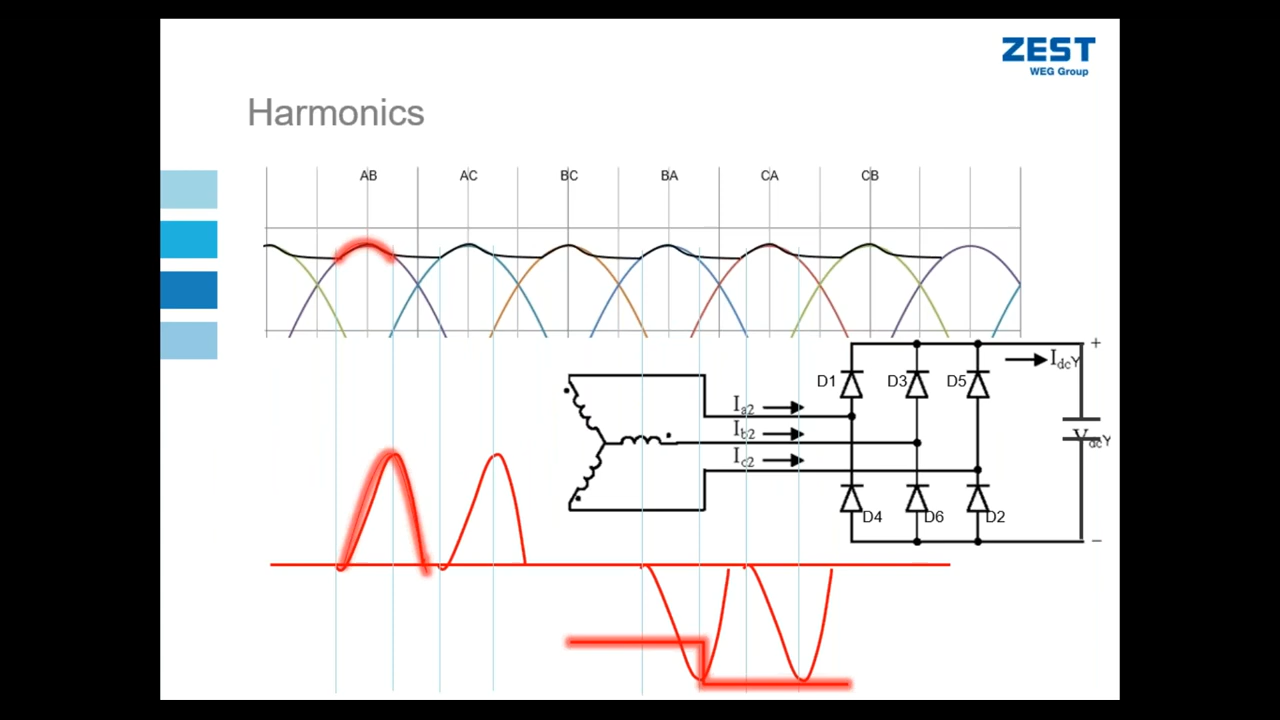 ZEST
WEG Group
Harmonics
AB AC BC BA CA CB
+
IdcY
D1 D3 D5
Ia2
Ib2
VdcY
Ic2
D4 D6 D2
−